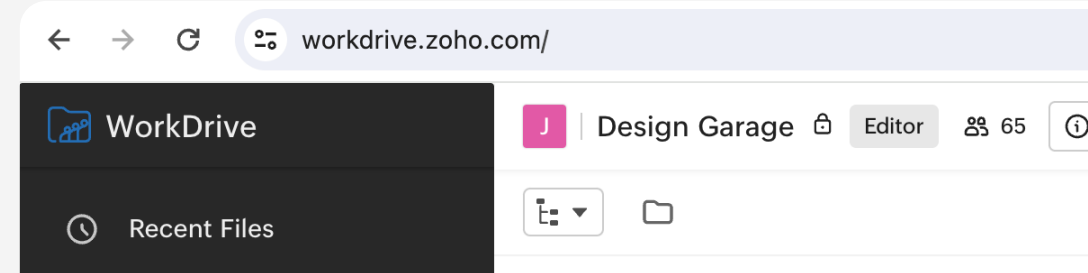 workdrive.zoho.com/
WorkDrive
J Design Garage Editor 65
Recent Files